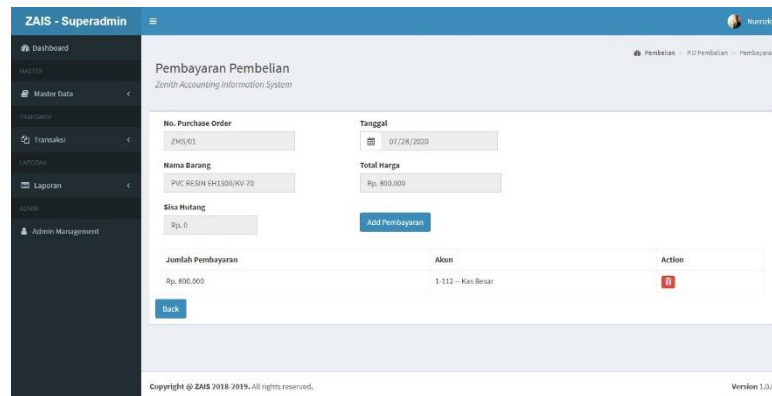 ZAIS - Superadmin
Dashboard
MASTER
Master Data
TRANSAKSI
Transaksi
LAPORAN
Laporan
ADMIN
Admin Management
Pembelian
Pembayaran Pembelian
Zenith Accounting Information System
No. Purchase Order
Tanggal
ZMS/01
07/28/2020
Nama Barang
Total Harga
PVC RESIN EH1300/KV-70
Rp. 800.000
Sisa Hutang
Rp. 0
Add Pembayaran
Jumlah Pembayaran Akun Action
Rp. 800.000 1-112 -- Kas Besar
Back
Copyright @ ZAIS 2018-2019. All rights reserved.
Version 1.0.